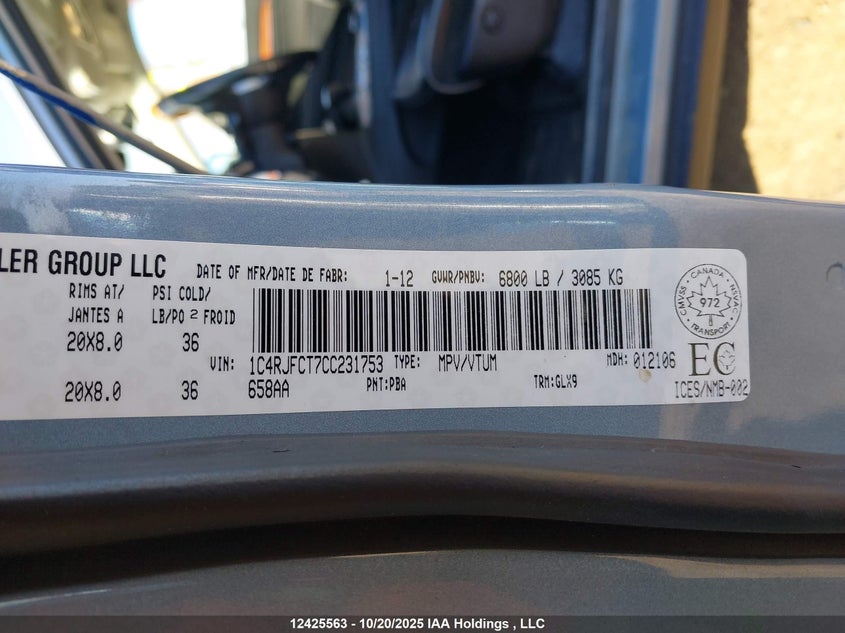 LER GROUP LLC DATE OF MFR/DATE DE FABR: 1-12 GVWR/PNBV: 6800 LB / 3085 KG
RIMS AT/ PSI COLD/
JANTES A LB/PO 2 FROID
20X8.0 36
VIN: 1C4RJFCT7CC231753 TYPE: MPV/VTUM MDH: 012106
20X8.0 36 658AA PNT:PBA TRM:GLX9
CMVSS CANADA NSVAC
972
TRANSPORT
EC
ICES/NMB-002
12425563 - 10/20/2025 IAA Holdings , LLC